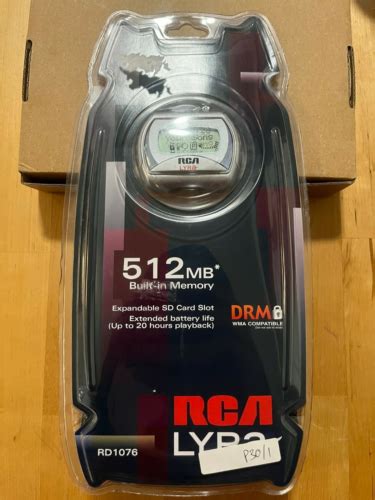 RCA
LYRA
512MB*
Built-in Memory
Expandable SD Card Slot
Extended battery life
(Up to 20 hours playback)
DRM
WMA COMPATIBLE
RCA
LYRA
RD1076
P30/1